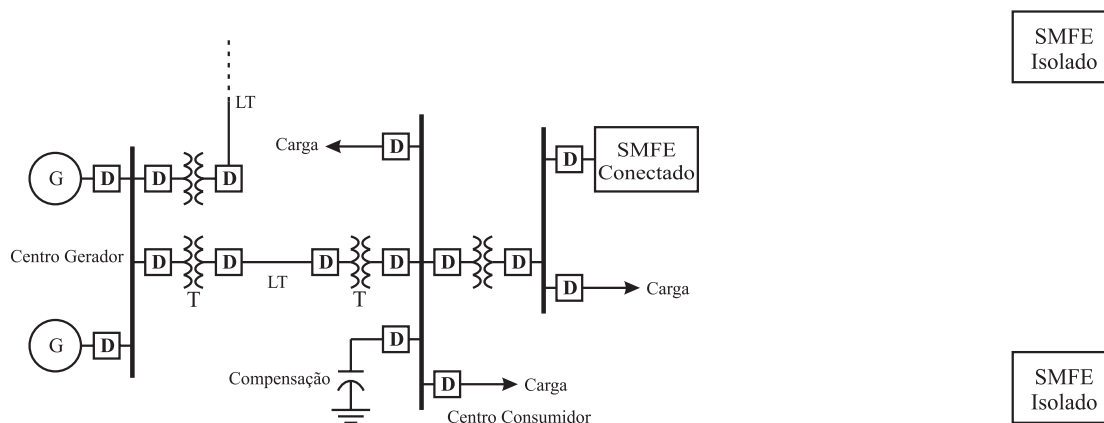 SMFE
Isolado
LT
Carga
D
SMFE
Conectado
D
G
D
D
D
Centro Gerador
D
D
D
D
D
D
LT
T
T
D
Carga
G
D
D
Compensação
D
Carga
Centro Consumidor
SMFE
Isolado